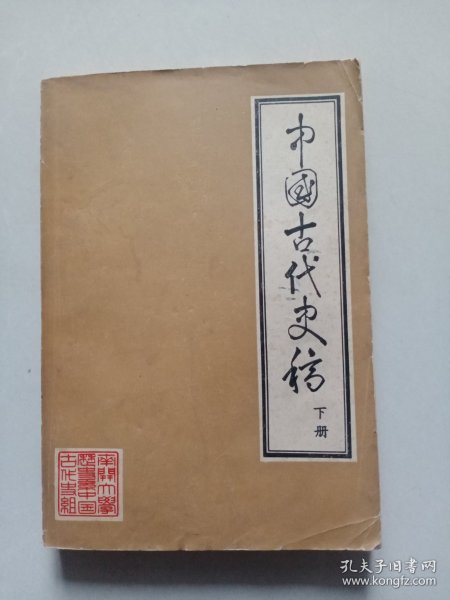 中國古代史稿
下册
南開大學
歷史系中国
古代史組
孔夫子旧书网
www.kongfz.com